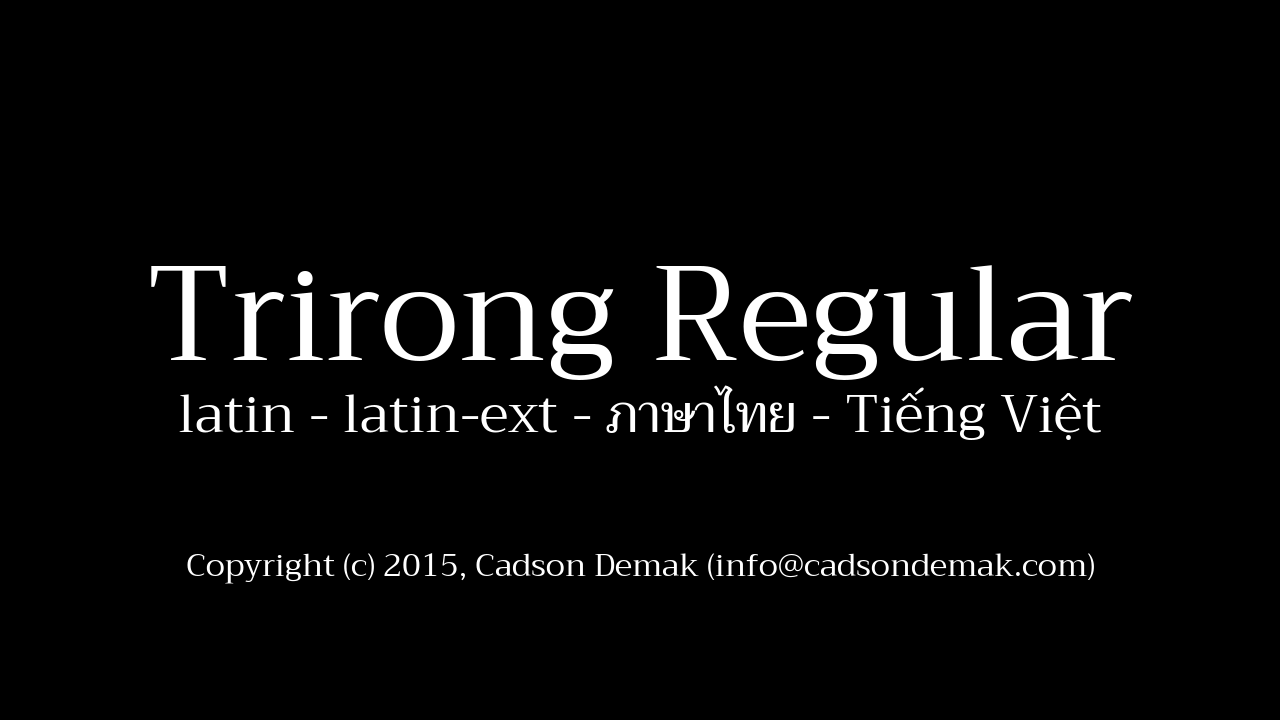 Trirong Regular
latin - latin-ext - ภาษาไทย - Tiếng Việt
Copyright (c) 2015, Cadson Demak (info@cadsondemak.com)